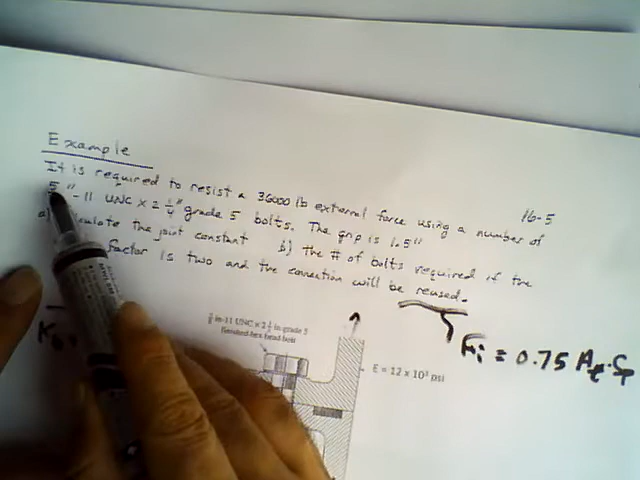 Example
16-5
It is required to resist a 36000 lb external force using a number of
5" -11 UNC x 2 1/4" grade 5 bolts. The grip is 1.5"
a) the joint constant b) the # of bolts required if the
factor is two and the connection will be reused.
Fi = 0.75 At·Sp
in-11 UNC × 2 1/4 in grade 5
finished hex head bolt
E = 12 x 10⁶ psi